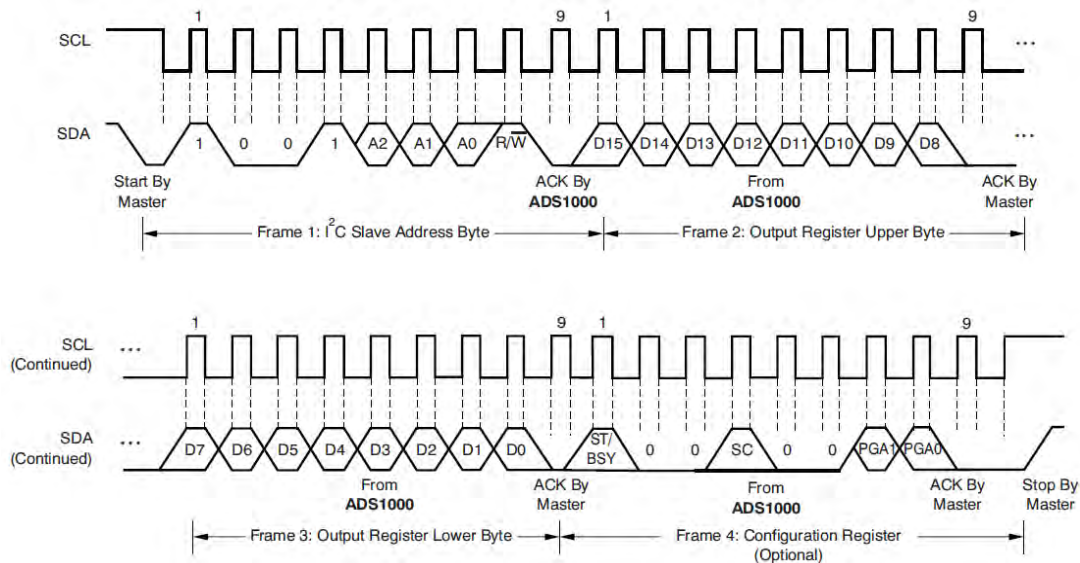 1 9 1 9
SCL ...
SDA 1 0 0 1 A2 A1 A0 R/W D15 D14 D13 D12 D11 D10 D9 D8 ...
Start By Master
ACK By ADS1000
From ADS1000
ACK By Master
Frame 1: I2C Slave Address Byte
Frame 2: Output Register Upper Byte
1 9 1 9
SCL (Continued) ...
SDA (Continued) ... D7 D6 D5 D4 D3 D2 D1 D0 ST/BSY 0 0 SC 0 0 PGA1 PGA0
From ADS1000
ACK By Master
From ADS1000
ACK By Master
Stop By Master
Frame 3: Output Register Lower Byte
Frame 4: Configuration Register
(Optional)